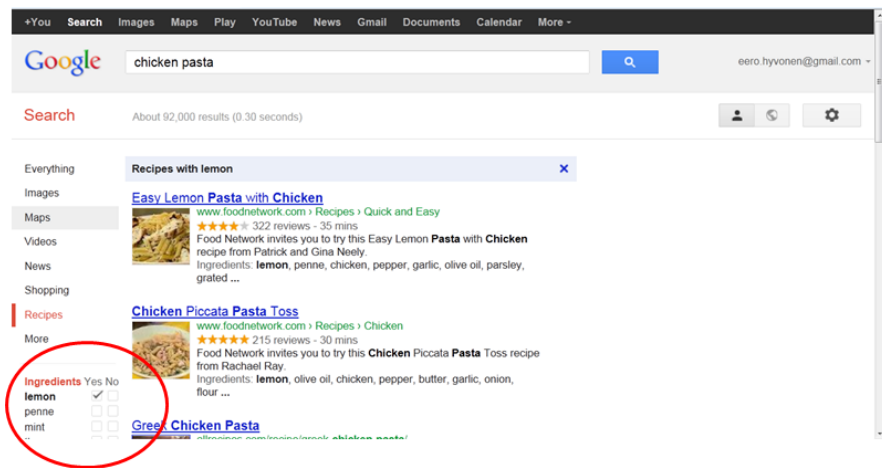 +You Search Images Maps Play YouTube News Gmail Documents Calendar More
Google chicken pasta eero.hyvonen@gmail.com
Search About 92,000 results (0.30 seconds)
Everything
Images
Maps
Videos
News
Shopping
Recipes
More
Ingredients Yes No
lemon
penne
mint
Recipes with lemon
Easy Lemon Pasta with Chicken
www.foodnetwork.com › Recipes › Quick and Easy
322 reviews - 35 mins
Food Network invites you to try this Easy Lemon Pasta with Chicken
recipe from Patrick and Gina Neely.
Ingredients: lemon, penne, chicken, pepper, garlic, olive oil, parsley,
grated ...
Chicken Piccata Pasta Toss
www.foodnetwork.com › Recipes › Chicken
215 reviews - 30 mins
Food Network invites you to try this Chicken Piccata Pasta Toss recipe
from Rachael Ray.
Ingredients: lemon, olive oil, chicken, pepper, butter, garlic, onion,
flour ...
Greek Chicken Pasta
allrecipes.com/recipe/greek-chicken-pasta/